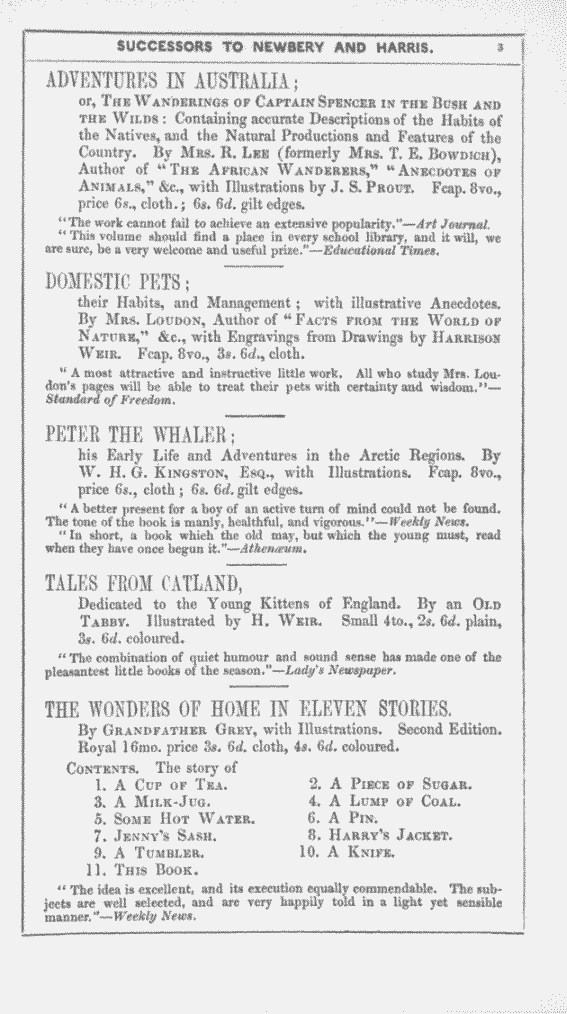 SUCCESSORS TO NEWBERY AND HARRIS. 3
ADVENTURES IN AUSTRALIA;
or, THE WANDERINGS OF CAPTAIN SPENCER IN THE BUSH AND
THE WILDS: Containing accurate Descriptions of the Habits of
the Natives, and the Natural Productions and Features of the
Country. By MRS. R. LEE (formerly MRS. T. E. BOWDICH),
Author of "THE AFRICAN WANDERERS," "ANECDOTES OF
ANIMALS," &c., with Illustrations by J. S. PROUT. Fcap. 8vo.,
price 6s., cloth.; 6s. 6d. gilt edges.
"The work cannot fail to achieve an extensive popularity."—Art Journal.
"This volume should find a place in every school library, and it will, we
are sure, be a very welcome and useful prize."—Educational Times.
DOMESTIC PETS;
their Habits, and Management; with illustrative Anecdotes.
By MRS. LOUDON, Author of "FACTS FROM THE WORLD OF
NATURE," &c., with Engravings from Drawings by HARRISON
WEIR. Fcap. 8vo., 3s. 6d., cloth.
"A most attractive and instructive little work. All who study Mrs. Lou-
don's pages will be able to treat their pets with certainty and wisdom."—
Standard of Freedom.
PETER THE WHALER;
his Early Life and Adventures in the Arctic Regions. By
W. H. G. KINGSTON, ESQ., with Illustrations. Fcap. 8vo.,
price 6s., cloth; 6s. 6d. gilt edges.
"A better present for a boy of an active turn of mind could not be found.
The tone of the book is manly, healthful, and vigorous."—Weekly News.
"In short, a book which the old may, but which the young must, read
when they have once begun it."—Athenæum.
TALES FROM CATLAND,
Dedicated to the Young Kittens of England. By an OLD
TABBY. Illustrated by H. WEIR. Small 4to., 2s. 6d. plain,
3s. 6d. coloured.
"The combination of quiet humour and sound sense has made one of the
pleasantest little books of the season."—Lady's Newspaper.
THE WONDERS OF HOME IN ELEVEN STORIES.
By GRANDFATHER GREY, with Illustrations. Second Edition.
Royal 16mo. price 3s. 6d. cloth, 4s. 6d. coloured.
CONTENTS. The story of
1. A CUP OF TEA. 2. A PIECE OF SUGAR.
3. A MILK-JUG. 4. A LUMP OF COAL.
5. SOME HOT WATER. 6. A PIN.
7. JENNY'S SASH. 8. HARRY'S JACKET.
9. A TUMBLER. 10. A KNIFE.
11. THIS BOOK.
"The idea is excellent, and its execution equally commendable. The sub-
jects are well selected, and are very happily told in a light yet sensible
manner."—Weekly News.